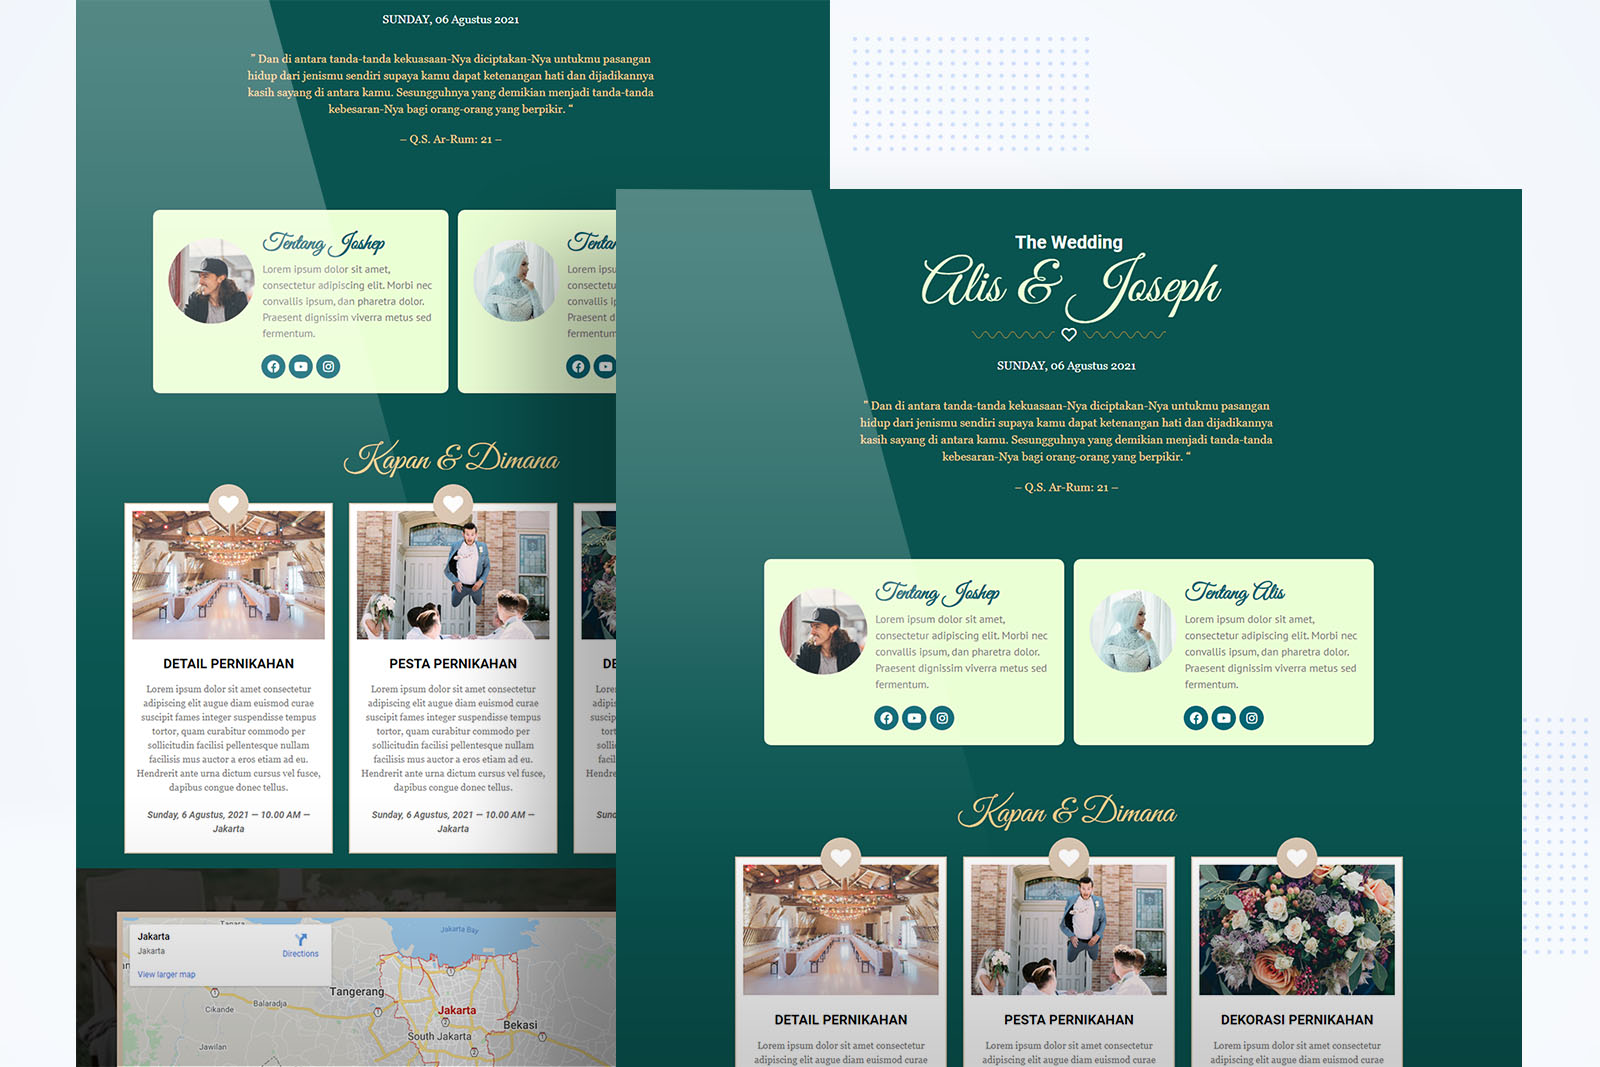 SUNDAY, 06 Agustus 2021
" Dan di antara tanda-tanda kekuasaan-Nya diciptakan-Nya untukmu pasangan
hidup dari jenismu sendiri supaya kamu dapat ketenangan hati dan dijadikannya
kasih sayang di antara kamu. Sesungguhnya yang demikian menjadi tanda-tanda
kebesaran-Nya bagi orang-orang yang berpikir. “
– Q.S. Ar-Rum: 21 –
Tentang Joshep
Lorem ipsum dolor sit amet,
consectetur adipiscing elit. Morbi nec
convallis ipsum, dan pharetra dolor.
Praesent dignissim viverra metus sed
fermentum.
Kapan & Dimana
DETAIL PERNIKAHAN
Lorem ipsum dolor sit amet consectetur
adipiscing elit augue diam euismod curae
suscipit fames integer suspendisse tempus
tortor, quam curabitur commodo per
sollicitudin facilisi pellentesque nullam
facilisis mus auctor a eros etiam ad eu.
Hendrerit ante urna dictum cursus vel fusce,
dapibus congue donec tellus.
Sunday, 6 Agustus, 2021 — 10.00 AM —
Jakarta
PESTA PERNIKAHAN
Lorem ipsum dolor sit amet consectetur
adipiscing elit augue diam euismod curae
suscipit fames integer suspendisse tempus
tortor, quam curabitur commodo per
sollicitudin facilisi pellentesque nullam
facilisis mus auctor a eros etiam ad eu.
Hendrerit ante urna dictum cursus vel fusce,
dapibus congue donec tellus.
Sunday, 6 Agustus, 2021 — 10.00 AM —
Jakarta
Jakarta
Jakarta
Directions
View larger map
Jakarta Bay
Tangerang
Cikande
Balaradja
Jakarta
Bekasi
South Jakarta
Jawilan
The Wedding
Alis & Joseph
SUNDAY, 06 Agustus 2021
" Dan di antara tanda-tanda kekuasaan-Nya diciptakan-Nya untukmu pasangan
hidup dari jenismu sendiri supaya kamu dapat ketenangan hati dan dijadikannya
kasih sayang di antara kamu. Sesungguhnya yang demikian menjadi tanda-tanda
kebesaran-Nya bagi orang-orang yang berpikir. “
– Q.S. Ar-Rum: 21 –
Tentang Joshep
Lorem ipsum dolor sit amet,
consectetur adipiscing elit. Morbi nec
convallis ipsum, dan pharetra dolor.
Praesent dignissim viverra metus sed
fermentum.
Tentang Alis
Lorem ipsum dolor sit amet,
consectetur adipiscing elit. Morbi nec
convallis ipsum, dan pharetra dolor.
Praesent dignissim viverra metus sed
fermentum.
Kapan & Dimana
DETAIL PERNIKAHAN
Lorem ipsum dolor sit amet consectetur
adipiscing elit augue diam euismod curae
PESTA PERNIKAHAN
Lorem ipsum dolor sit amet consectetur
adipiscing elit augue diam euismod curae
DEKORASI PERNIKAHAN
Lorem ipsum dolor sit amet consectetur
adipiscing elit augue diam euismod curae